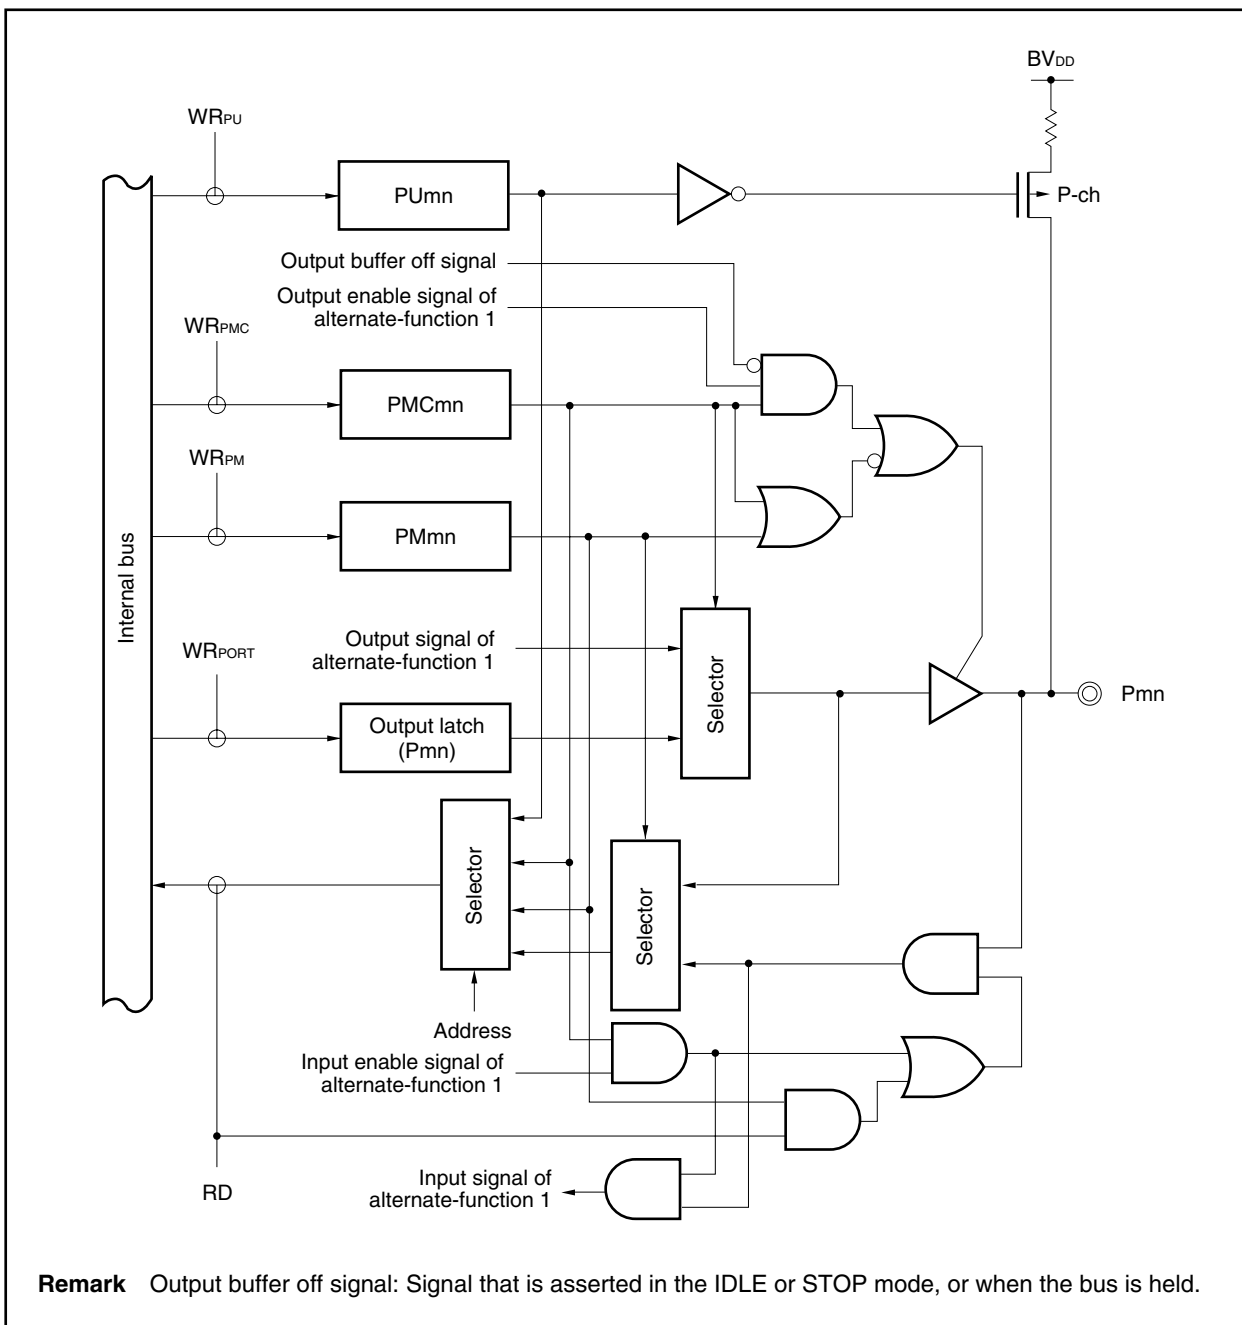 BVDD
WRPU
PUmn
P-ch
Output buffer off signal
Output enable signal of
alternate-function 1
WRPMC
PMCmn
WRPM
PMmn
Internal bus
Output signal of
alternate-function 1
WRPORT
Selector
Pmn
Output latch
(Pmn)
Selector
Selector
Address
Input enable signal of
alternate-function 1
RD
Input signal of
alternate-function 1
Remark Output buffer off signal: Signal that is asserted in the IDLE or STOP mode, or when the bus is held.